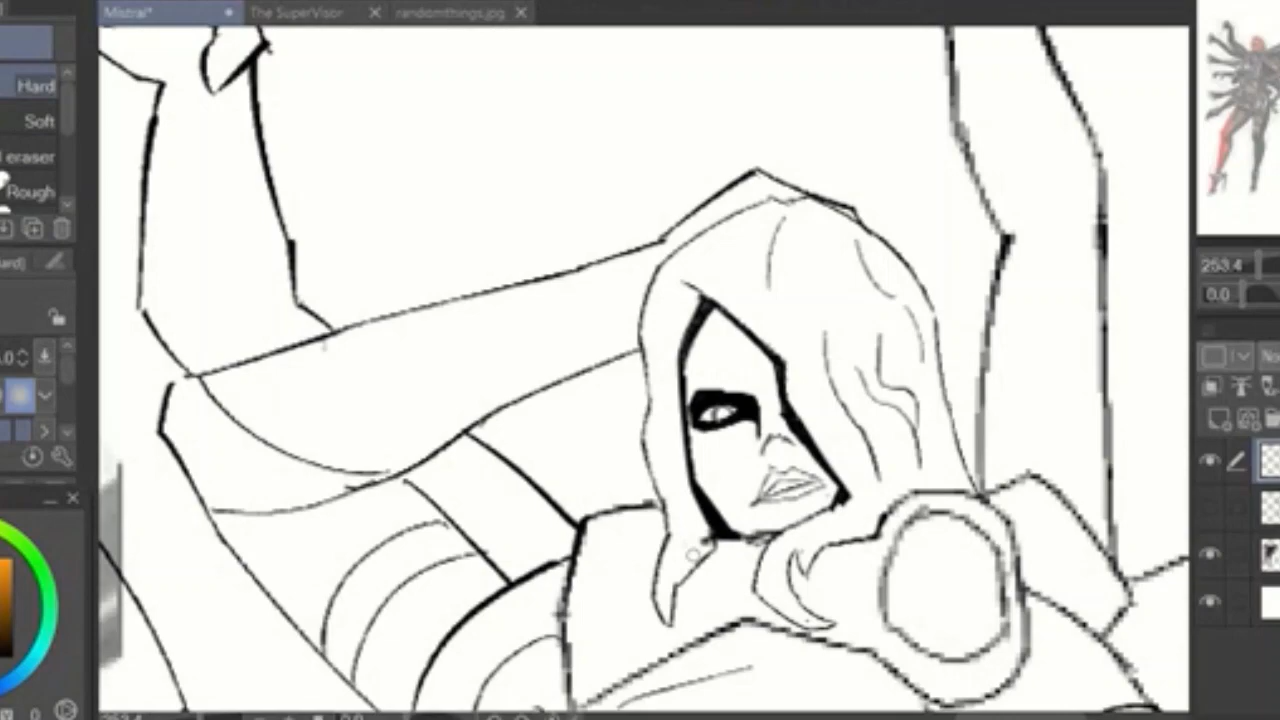 Mistral*
The SuperVisor
randomthings.jpg
Hard
Soft
eraser
Rough
253.4
0.0